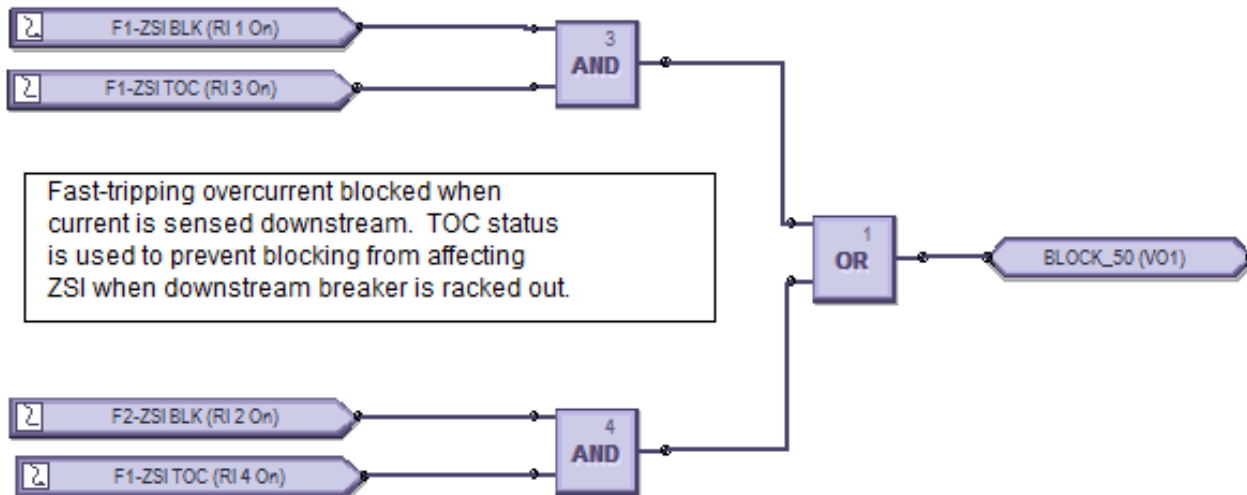 F1-ZSI BLK (RI 1 On)
3
AND
F1-ZSI TOC (RI 3 On)
Fast-tripping overcurrent blocked when
current is sensed downstream. TOC status
is used to prevent blocking from affecting
ZSI when downstream breaker is racked out.
1
OR
BLOCK_50 (VO1)
F2-ZSI BLK (RI 2 On)
4
AND
F1-ZSI TOC (RI 4 On)